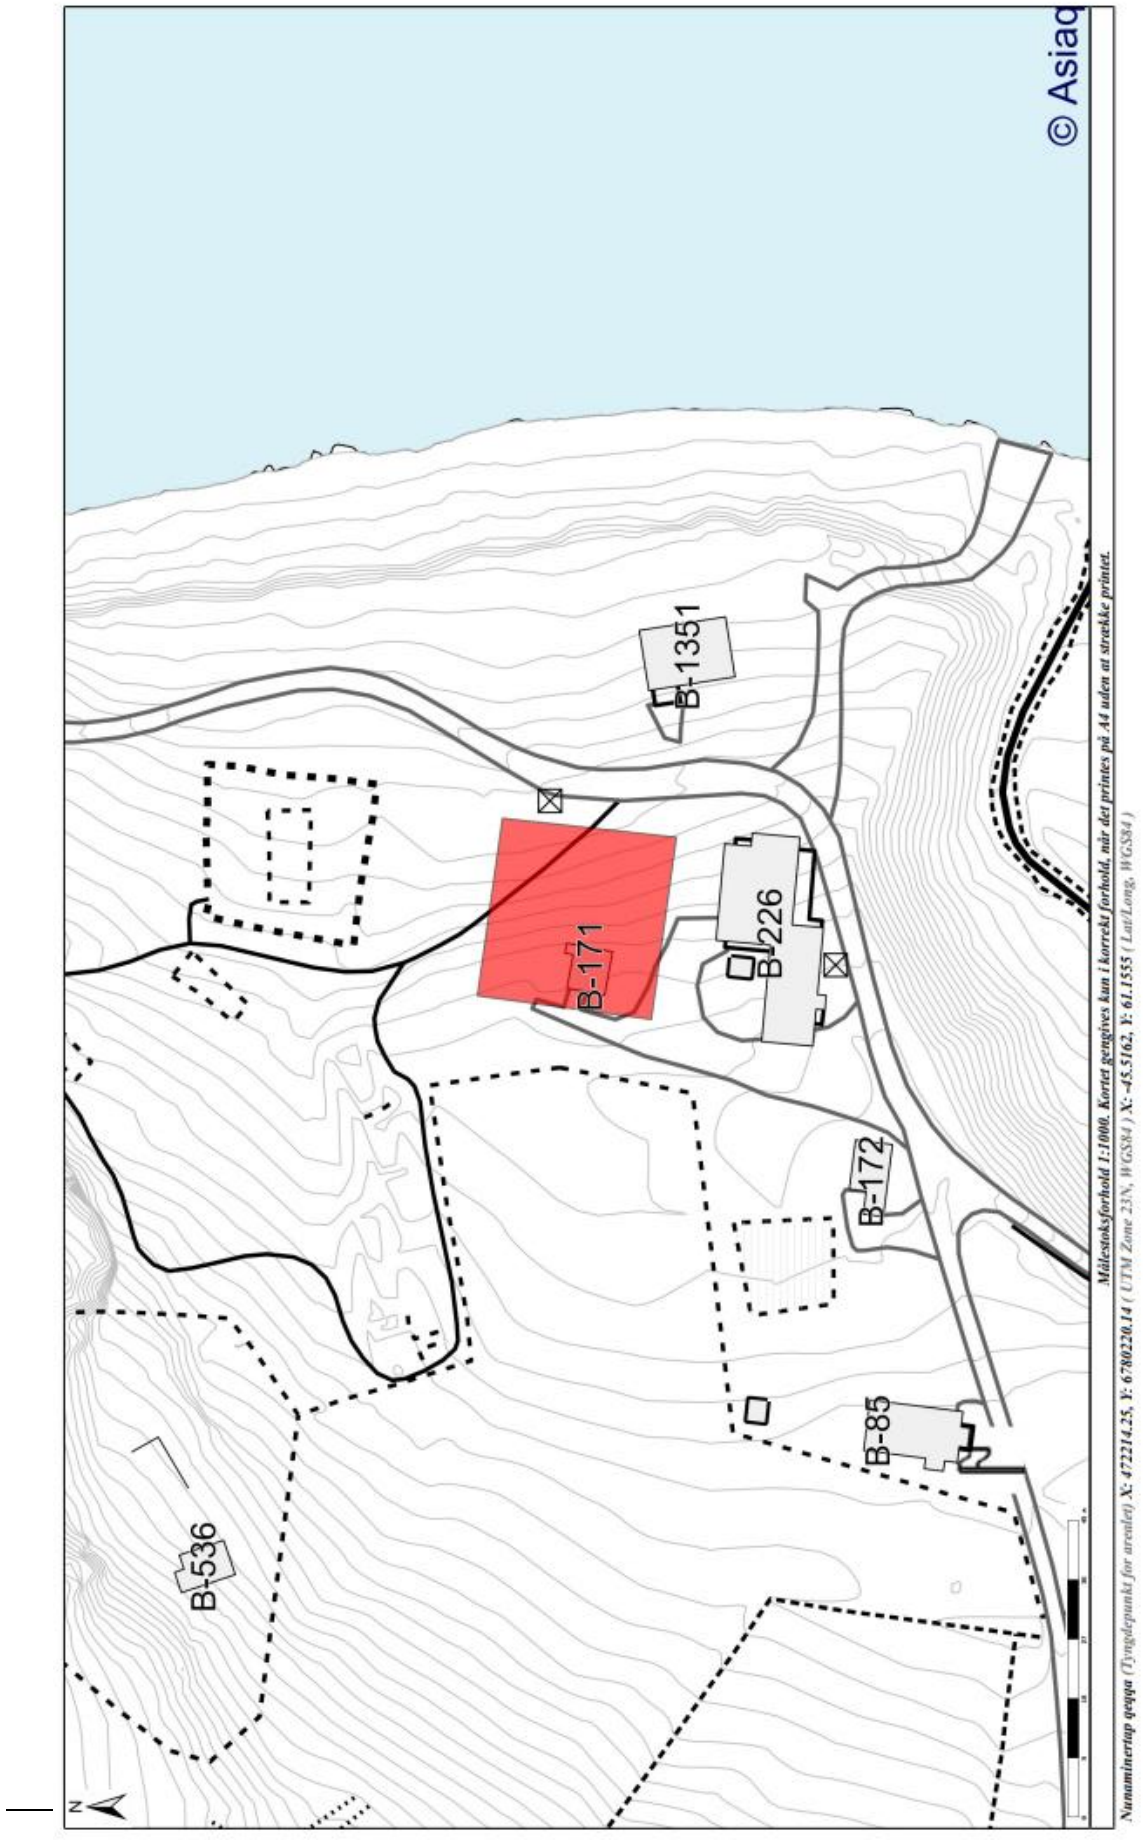 © Asiaq
B-1351
B-171
B-226
B-172
B-85
B-536
N
Målestoksforhold 1:1000. Kortet gengives kun i korrekt forhold, når det printes på A4 uden at strække printet.
Nunaminertap qeqqa (Tyngdepunkt for arealet) X: 472214.25, Y: 6780220.14 ( UTM Zone 23N, WGS84 ) X: -45.5162, Y: 61.1555 ( Lat/Long, WGS84 )